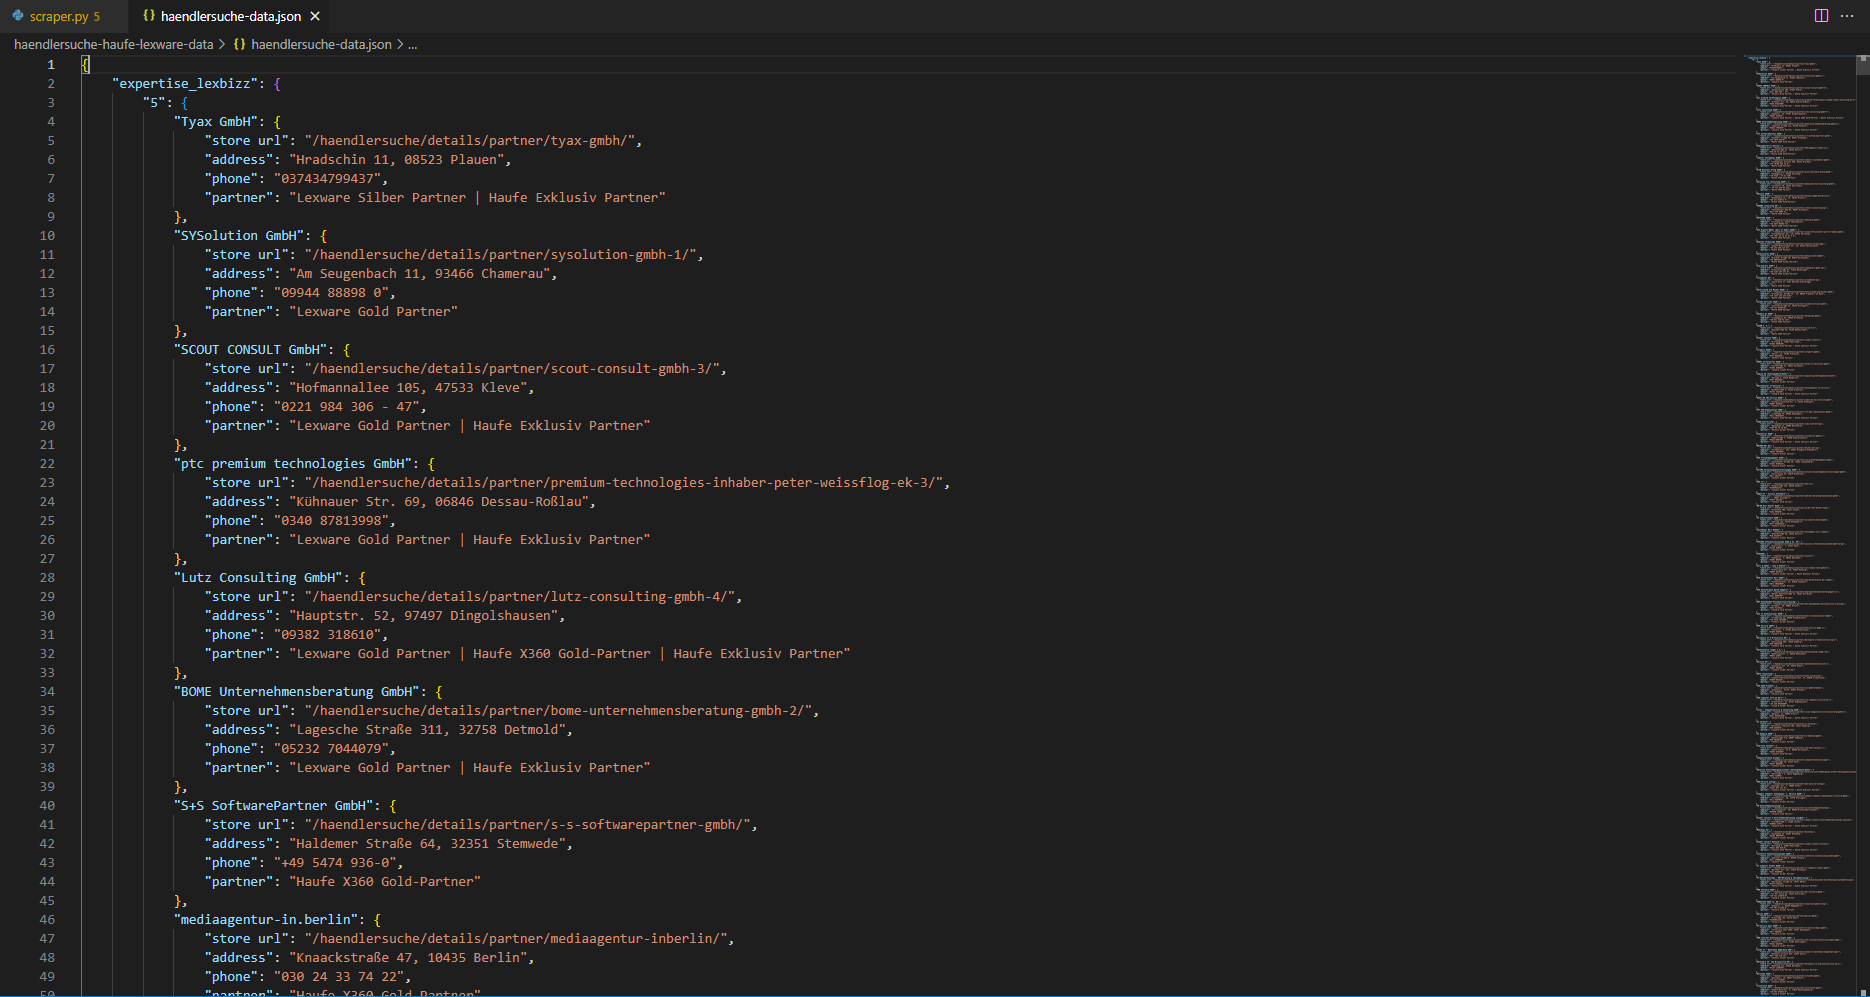 scraper.py 5
{} haendlersuche-data.json ×
haendlersuche-haufe-lexware-data > {} haendlersuche-data.json > ...
1 {
2 "expertise_lexbizz": {
3 "5": {
4 "Tyax GmbH": {
5 "store url": "/haendlersuche/details/partner/tyax-gmbh/",
6 "address": "Hradschin 11, 08523 Plauen",
7 "phone": "037434799437",
8 "partner": "Lexware Silber Partner | Haufe Exklusiv Partner"
9 },
10 "SYSolution GmbH": {
11 "store url": "/haendlersuche/details/partner/sysolution-gmbh-1/",
12 "address": "Am Seugenbach 11, 93466 Chamerau",
13 "phone": "09944 88898 0",
14 "partner": "Lexware Gold Partner"
15 },
16 "SCOUT CONSULT GmbH": {
17 "store url": "/haendlersuche/details/partner/scout-consult-gmbh-3/",
18 "address": "Hofmannallee 105, 47533 Kleve",
19 "phone": "0221 984 306 - 47",
20 "partner": "Lexware Gold Partner | Haufe Exklusiv Partner"
21 },
22 "ptc premium technologies GmbH": {
23 "store url": "/haendlersuche/details/partner/premium-technologies-inhaber-peter-weissflog-ek-3/",
24 "address": "Kühnauer Str. 69, 06846 Dessau-Roßlau",
25 "phone": "0340 87813998",
26 "partner": "Lexware Gold Partner | Haufe Exklusiv Partner"
27 },
28 "Lutz Consulting GmbH": {
29 "store url": "/haendlersuche/details/partner/lutz-consulting-gmbh-4/",
30 "address": "Hauptstr. 52, 97497 Dingolshausen",
31 "phone": "09382 318610",
32 "partner": "Lexware Gold Partner | Haufe X360 Gold-Partner | Haufe Exklusiv Partner"
33 },
34 "BOME Unternehmensberatung GmbH": {
35 "store url": "/haendlersuche/details/partner/bome-unternehmensberatung-gmbh-2/",
36 "address": "Lagesche Straße 311, 32758 Detmold",
37 "phone": "05232 7044079",
38 "partner": "Lexware Gold Partner | Haufe Exklusiv Partner"
39 },
40 "S+S SoftwarePartner GmbH": {
41 "store url": "/haendlersuche/details/partner/s-s-softwarepartner-gmbh/",
42 "address": "Haldemer Straße 64, 32351 Stemwede",
43 "phone": "+49 5474 936-0",
44 "partner": "Haufe X360 Gold-Partner"
45 },
46 "mediaagentur-in.berlin": {
47 "store url": "/haendlersuche/details/partner/mediaagentur-inberlin/",
48 "address": "Knaackstraße 47, 10435 Berlin",
49 "phone": "030 24 33 74 22",
50 "partner": "Haufe X360 Gold-Partner"